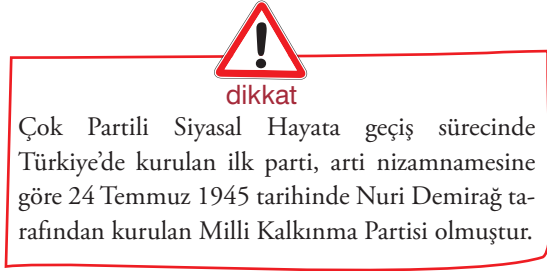 dikkat
Çok Partili Siyasal Hayata geçiş sürecinde
Türkiye’de kurulan ilk parti, arti nizamnamesine
göre 24 Temmuz 1945 tarihinde Nuri Demirağ ta-
rafından kurulan Milli Kalkınma Partisi olmuştur.